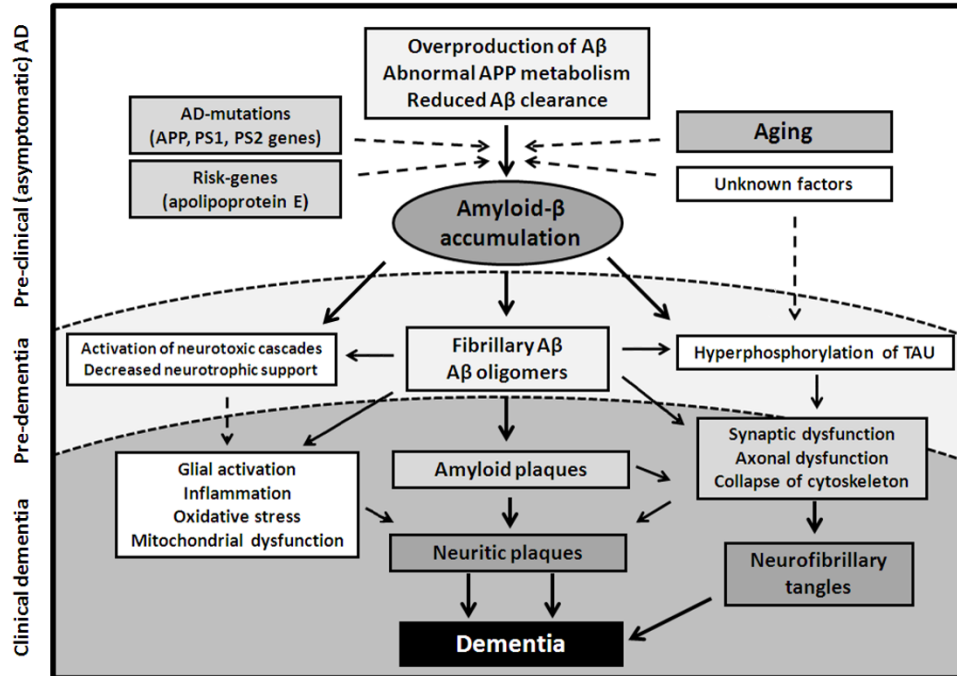 Pre-clinical (asymptomatic) AD
Pre-dementia
Clinical dementia
Overproduction of Aβ
Abnormal APP metabolism
Reduced Aβ clearance
AD-mutations
(APP, PS1, PS2 genes)
Aging
Risk-genes
(apolipoprotein E)
Unknown factors
Amyloid-β
accumulation
Activation of neurotoxic cascades
Decreased neurotrophic support
Fibrillary Aβ
Aβ oligomers
Hyperphosphorylation of TAU
Glial activation
Inflammation
Oxidative stress
Mitochondrial dysfunction
Amyloid plaques
Synaptic dysfunction
Axonal dysfunction
Collapse of cytoskeleton
Neuritic plaques
Neurofibrillary
tangles
Dementia